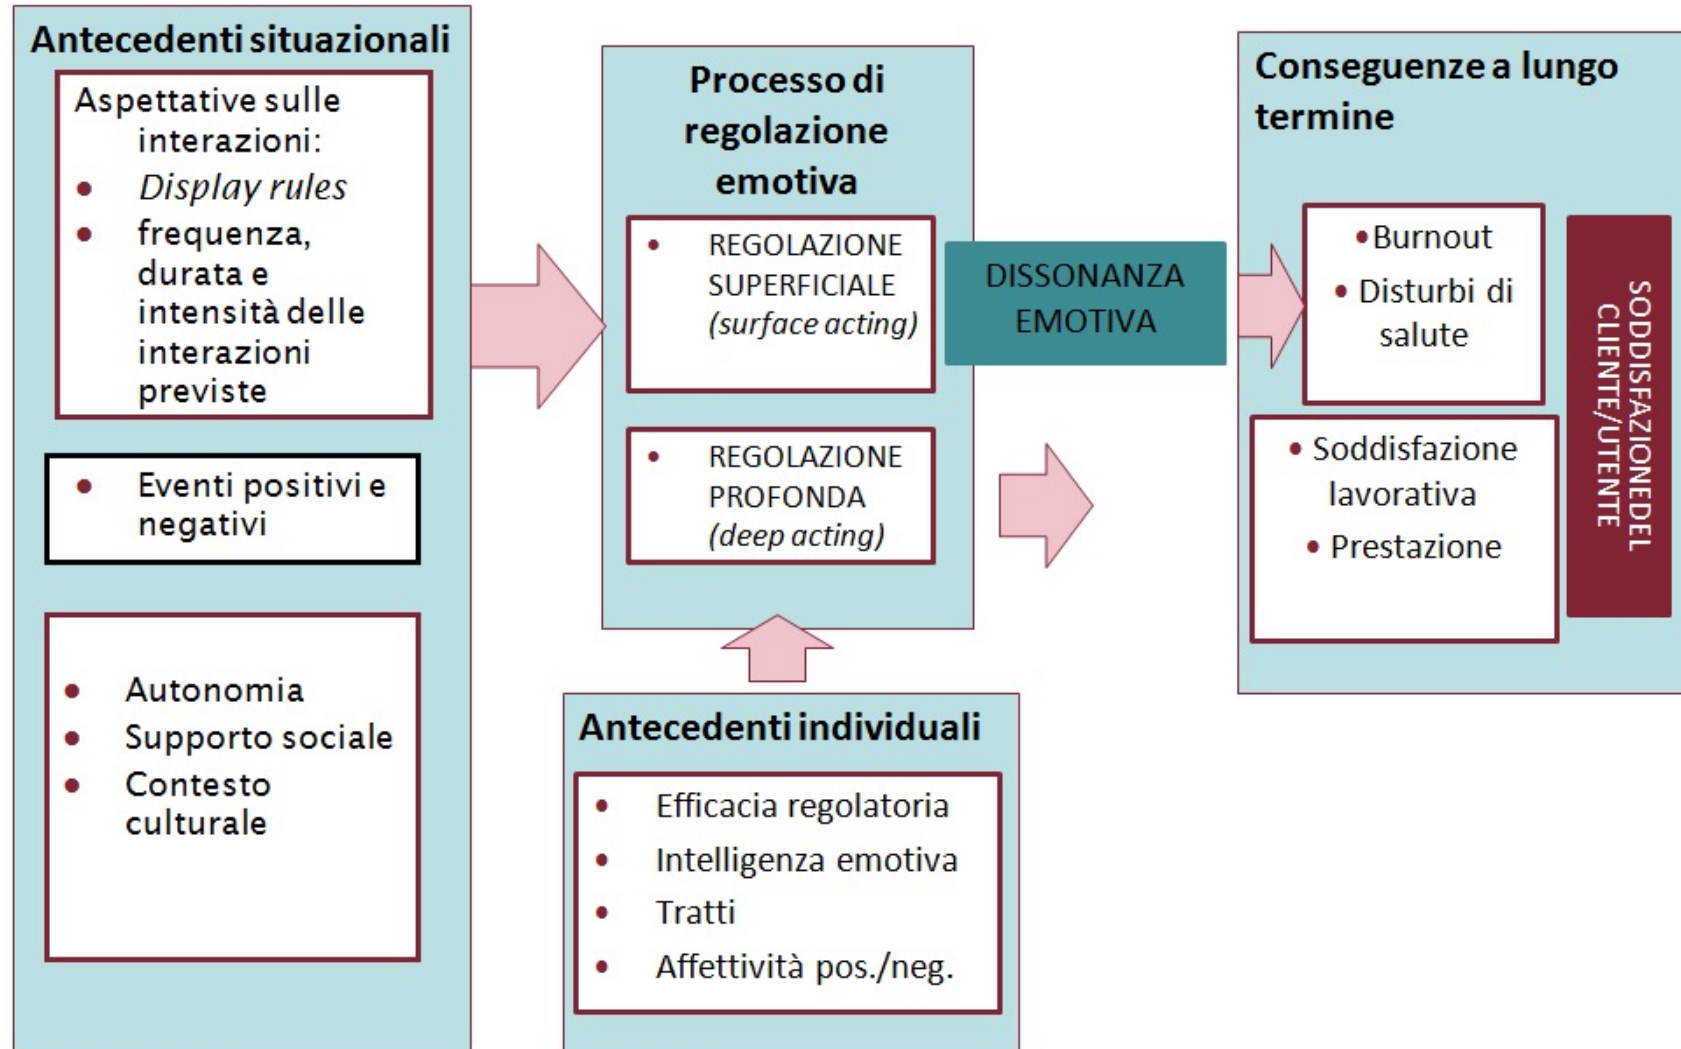 Antecedenti situazionali
Aspettative sulle
interazioni:
• Display rules
• frequenza,
durata e
intensità delle
interazioni
previste
• Eventi positivi e
negativi
• Autonomia
• Supporto sociale
• Contesto
culturale
Processo di
regolazione
emotiva
• REGOLAZIONE
SUPERFICIALE
(surface acting)
• REGOLAZIONE
PROFONDA
(deep acting)
DISSONANZA
EMOTIVA
Antecedenti individuali
• Efficacia regolatoria
• Intelligenza emotiva
• Tratti
• Affettività pos./neg.
Conseguenze a lungo
termine
•Burnout
• Disturbi di
salute
• Soddisfazione
lavorativa
• Prestazione
SODDISFAZIONEDEL
CLIENTE/UTENTE